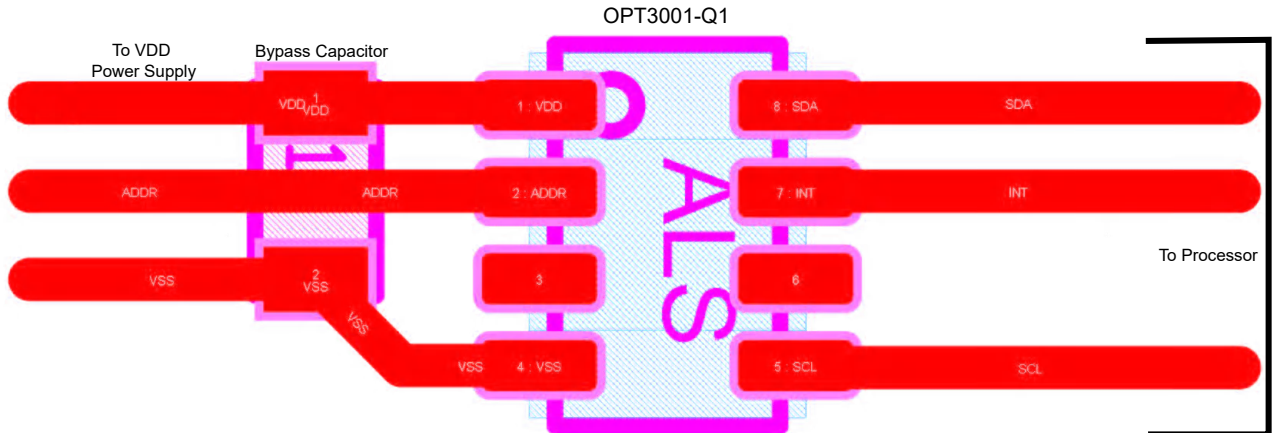 OPT3001-Q1
To VDD
Power Supply
Bypass Capacitor
VDD 1
VDD
1 : VDD
8 : SDA
SDA
1
ADDR
ADDR
2 : ADDR
7 : INT
INT
ALS
To Processor
VSS
2
VSS
3
6
VSS
VSS
4 : VSS
5 : SCL
SCL